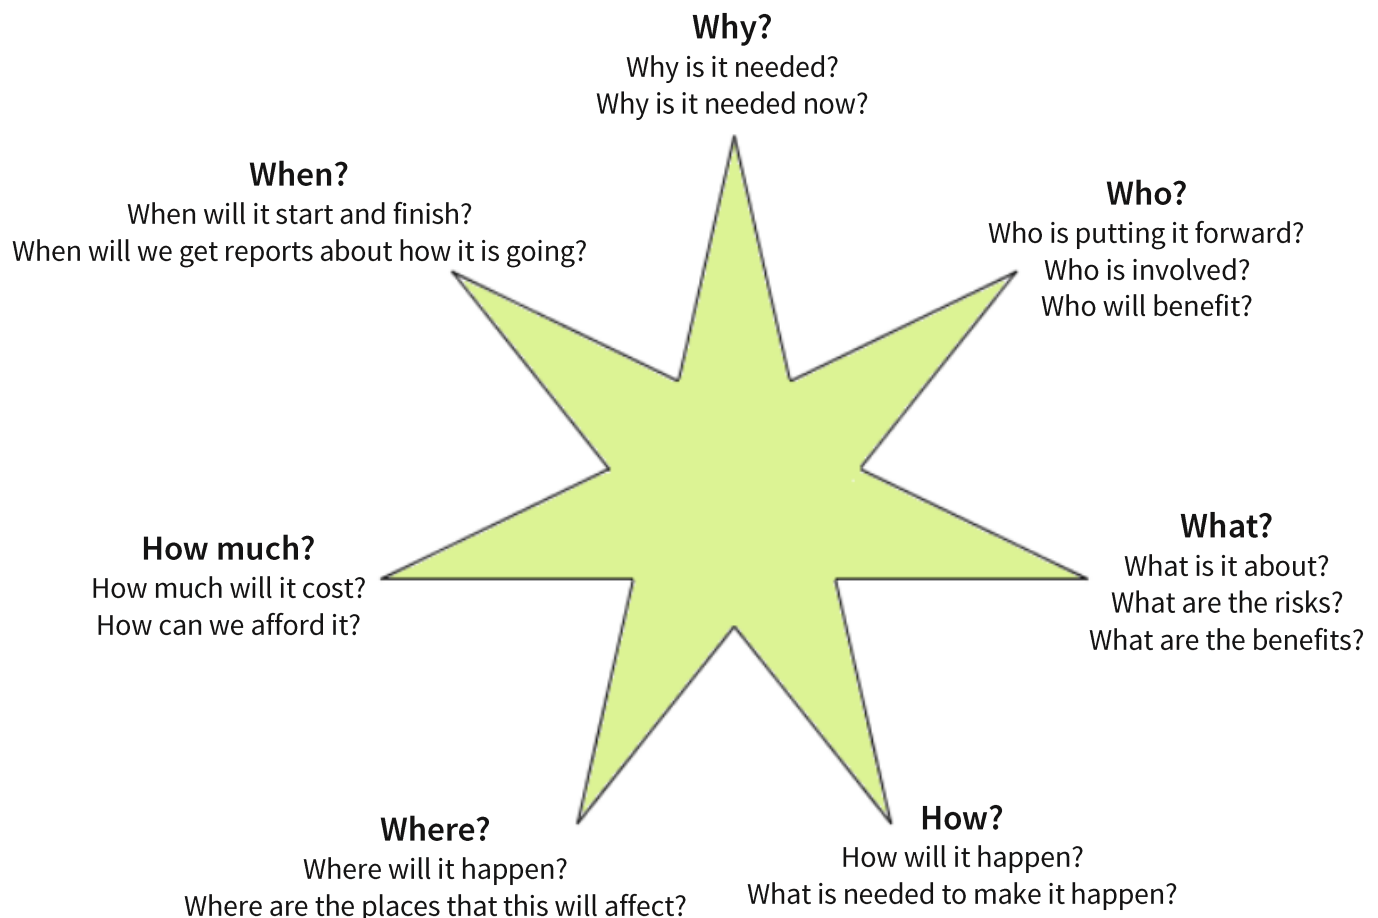 Why?
Why is it needed?
Why is it needed now?
When?
When will it start and finish?
When will we get reports about how it is going?
Who?
Who is putting it forward?
Who is involved?
Who will benefit?
How much?
How much will it cost?
How can we afford it?
What?
What is it about?
What are the risks?
What are the benefits?
Where?
Where will it happen?
Where are the places that this will affect?
How?
How will it happen?
What is needed to make it happen?